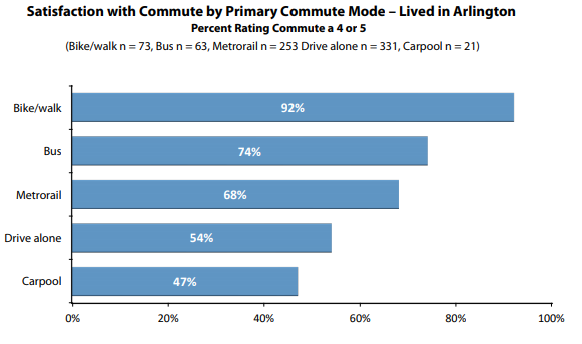 Satisfaction with Commute by Primary Commute Mode – Lived in Arlington
Percent Rating Commute a 4 or 5
(Bike/walk n = 73, Bus n = 63, Metrorail n = 253 Drive alone n = 331, Carpool n = 21)
Bike/walk
92%
Bus
74%
Metrorail
68%
Drive alone
54%
Carpool
47%
0%
20%
40%
60%
80%
100%